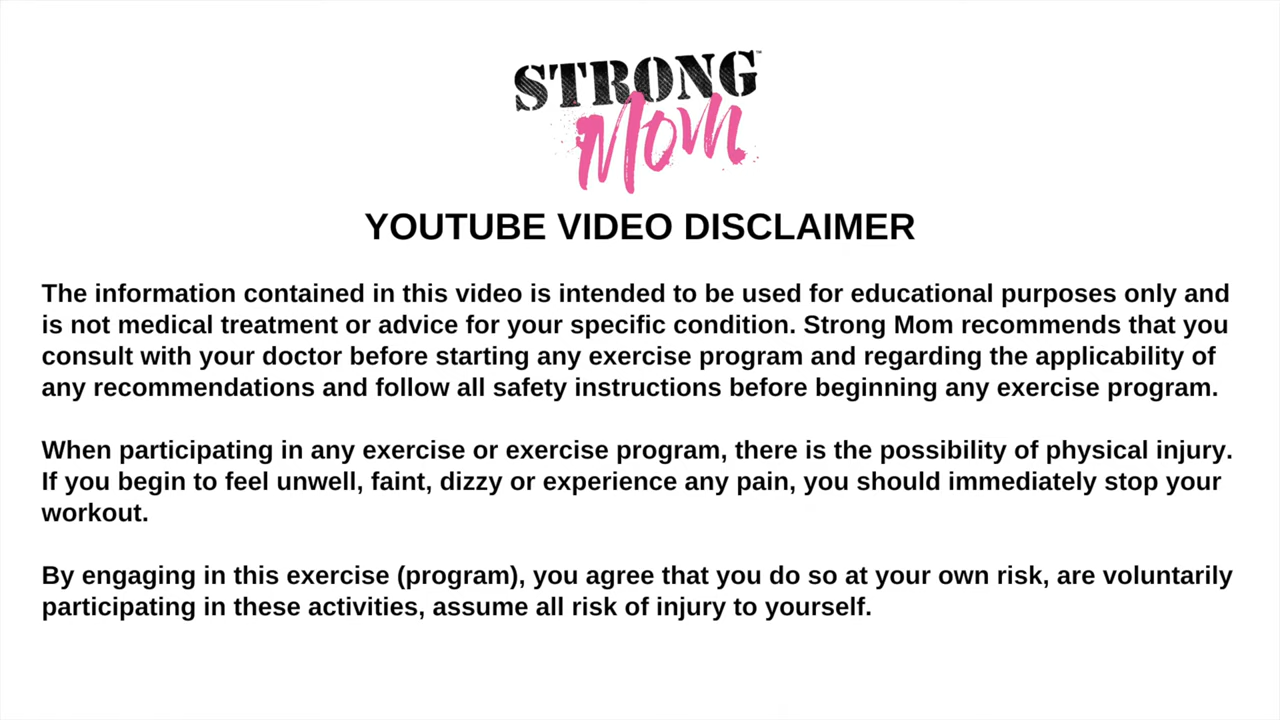 STRONG™
Mom
YOUTUBE VIDEO DISCLAIMER
The information contained in this video is intended to be used for educational purposes only and
is not medical treatment or advice for your specific condition. Strong Mom recommends that you
consult with your doctor before starting any exercise program and regarding the applicability of
any recommendations and follow all safety instructions before beginning any exercise program.
When participating in any exercise or exercise program, there is the possibility of physical injury.
If you begin to feel unwell, faint, dizzy or experience any pain, you should immediately stop your
workout.
By engaging in this exercise (program), you agree that you do so at your own risk, are voluntarily
participating in these activities, assume all risk of injury to yourself.